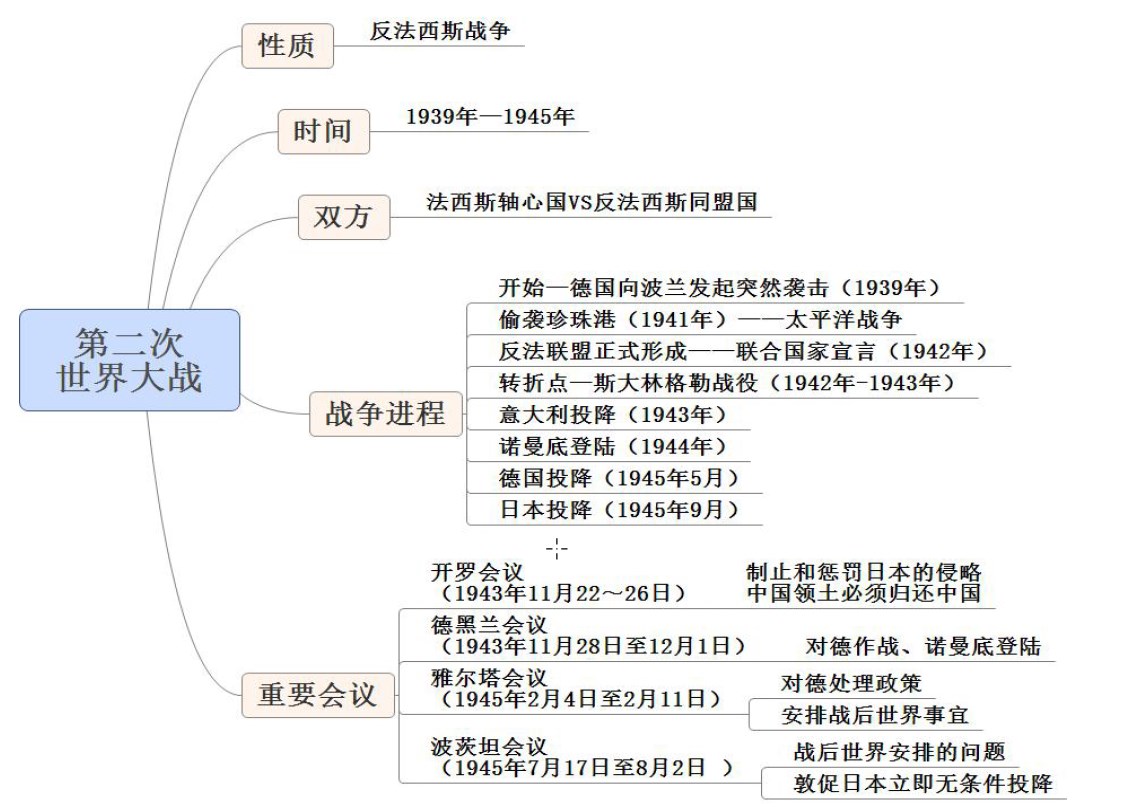 性质
反法西斯战争
时间
1939年—1945年
双方
法西斯轴心国VS反法西斯同盟国
第二次
世界大战
战争进程
开始—德国向波兰发起突然袭击（1939年）
偷袭珍珠港（1941年）——太平洋战争
反法联盟正式形成——联合国家宣言（1942年）
转折点—斯大林格勒战役（1942年-1943年）
意大利投降（1943年）
诺曼底登陆（1944年）
德国投降（1945年5月）
日本投降（1945年9月）
重要会议
开罗会议
（1943年11月22～26日）
制止和惩罚日本的侵略
中国领土必须归还中国
德黑兰会议
（1943年11月28日至12月1日）
对德作战、诺曼底登陆
雅尔塔会议
（1945年2月4日至2月11日）
对德处理政策
安排战后世界事宜
波茨坦会议
（1945年7月17日至8月2日 ）
战后世界安排的问题
敦促日本立即无条件投降